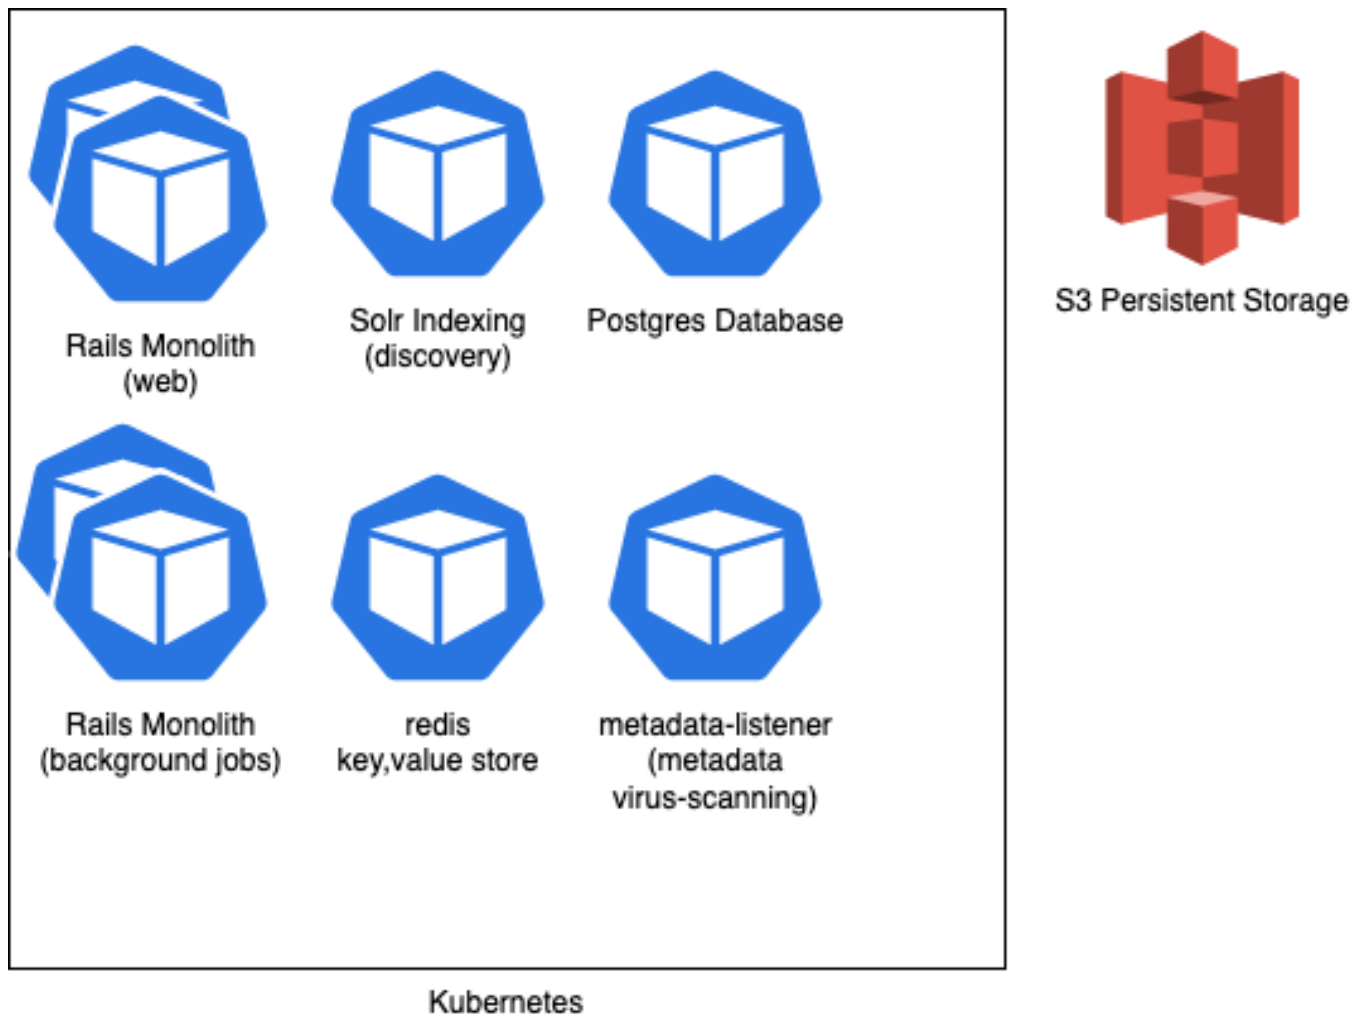 Rails Monolith
(web)
Solr Indexing
(discovery)
Postgres Database
S3 Persistent Storage
Rails Monolith
(background jobs)
redis
key,value store
metadata-listener
(metadata
virus-scanning)
Kubernetes